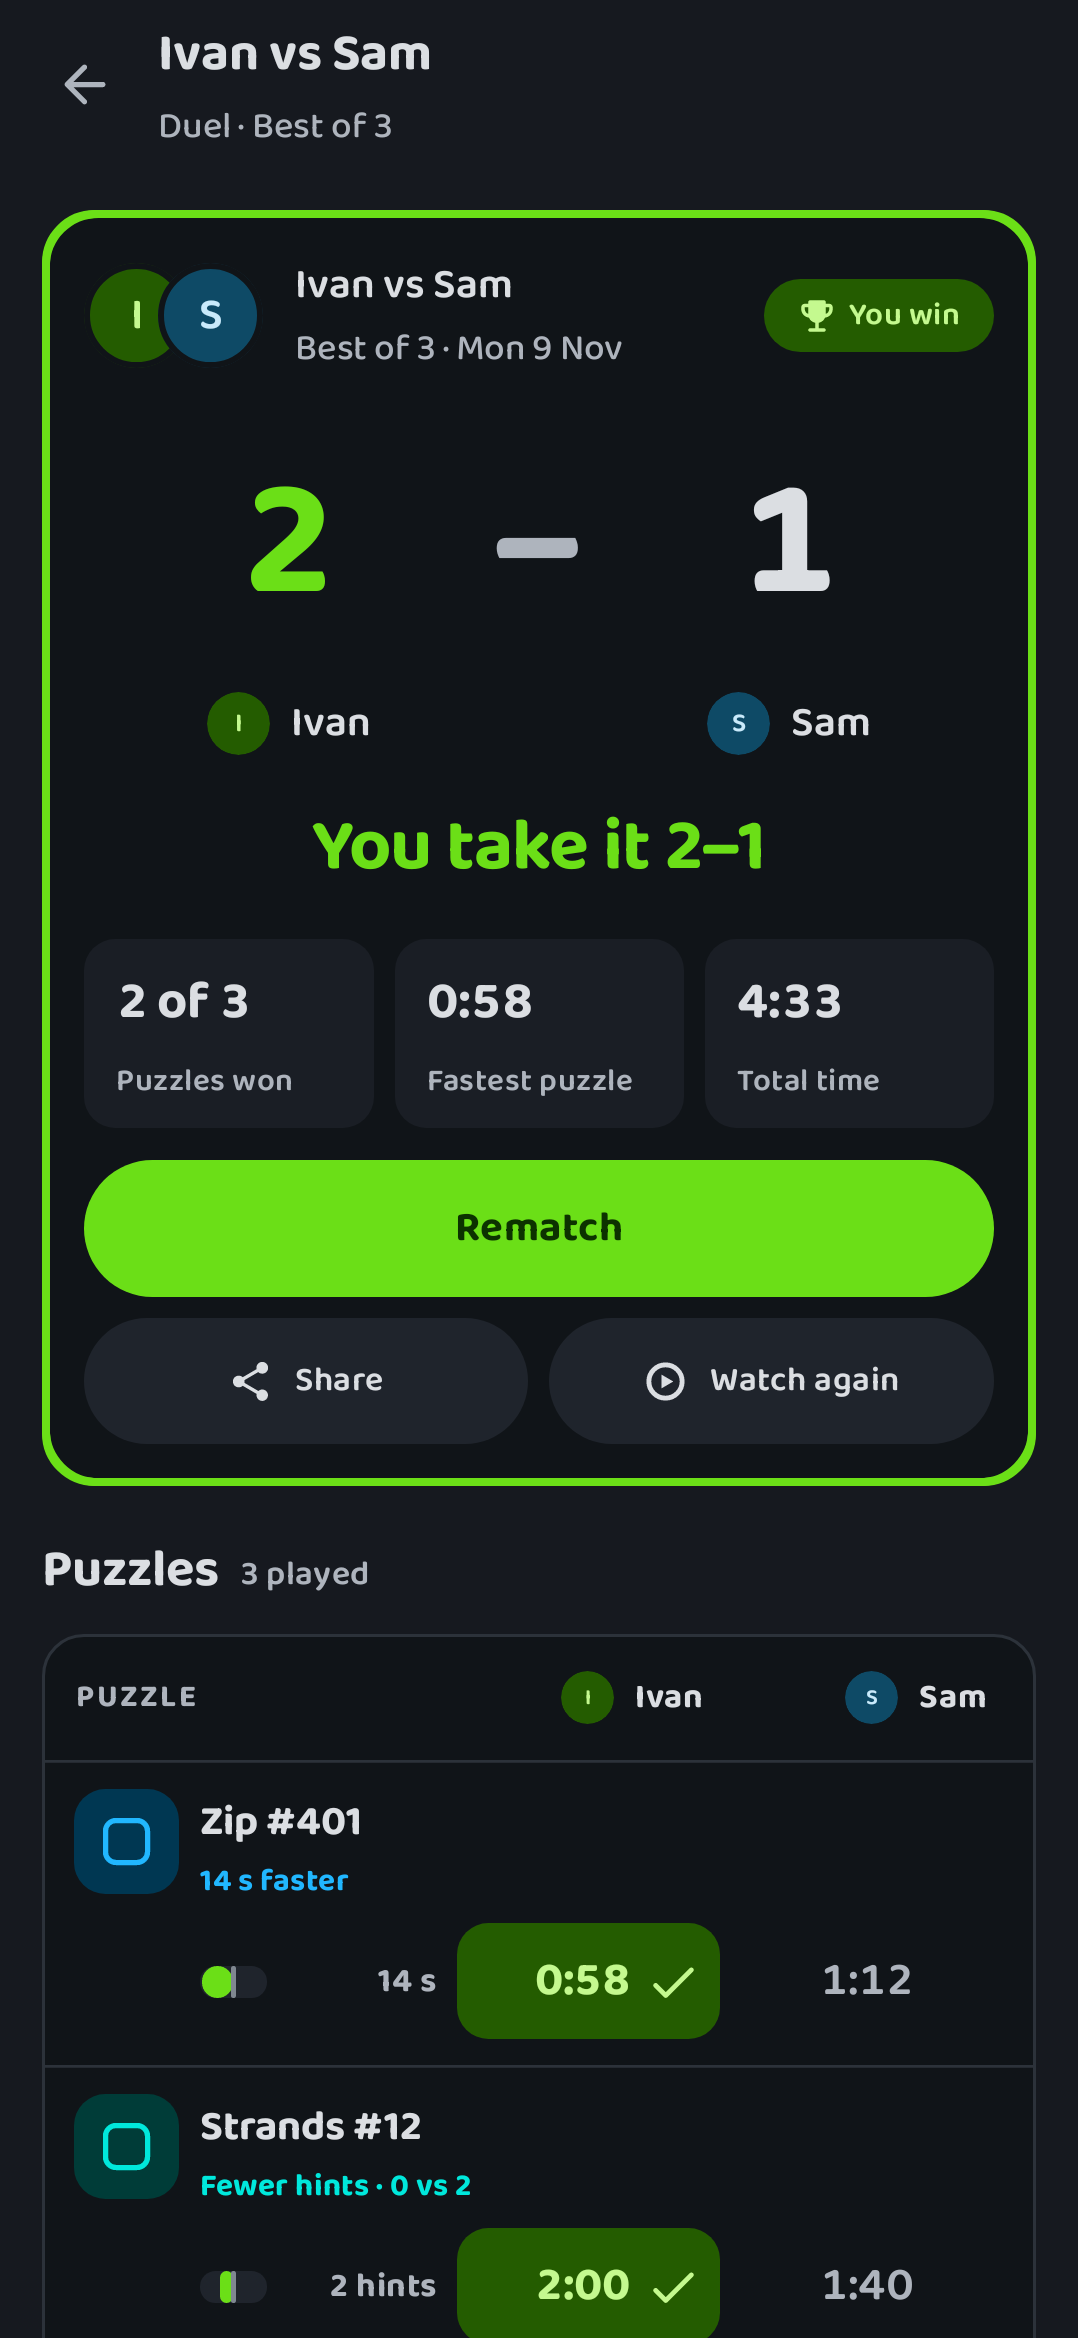 Ivan vs Sam
Duel · Best of 3
I S
Ivan vs Sam
Best of 3 · Mon 9 Nov
You win
2 – 1
I Ivan
S Sam
You take it 2–1
2 of 3
Puzzles won
0:58
Fastest puzzle
4:33
Total time
Rematch
Share
Watch again
Puzzles 3 played
PUZZLE I Ivan S Sam
Zip #401
14 s faster
14 s 0:58 1:12
Strands #12
Fewer hints · 0 vs 2
2 hints 2:00 1:40